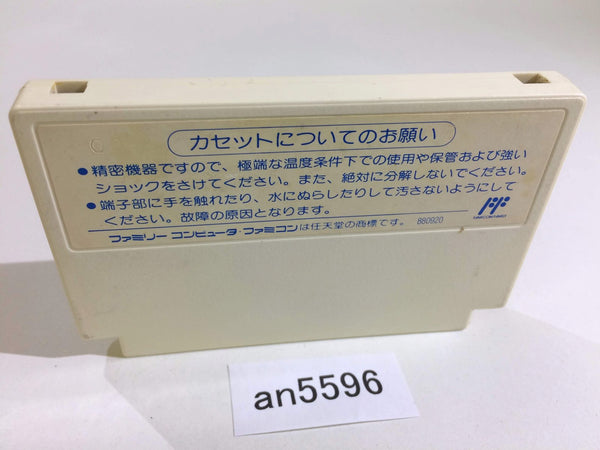 カセットについてのお願い
●精密機器ですので、極端な温度条件下での使用や保管および強い
ショックをさけてください。また、絶対に分解しないでください。
●端子部に手を触れたり、水にぬらしたりして汚さないようにして
ください。故障の原因となります。
ファミリー コンピュータ・ファミコンは任天堂の商標です。 880920
an5596